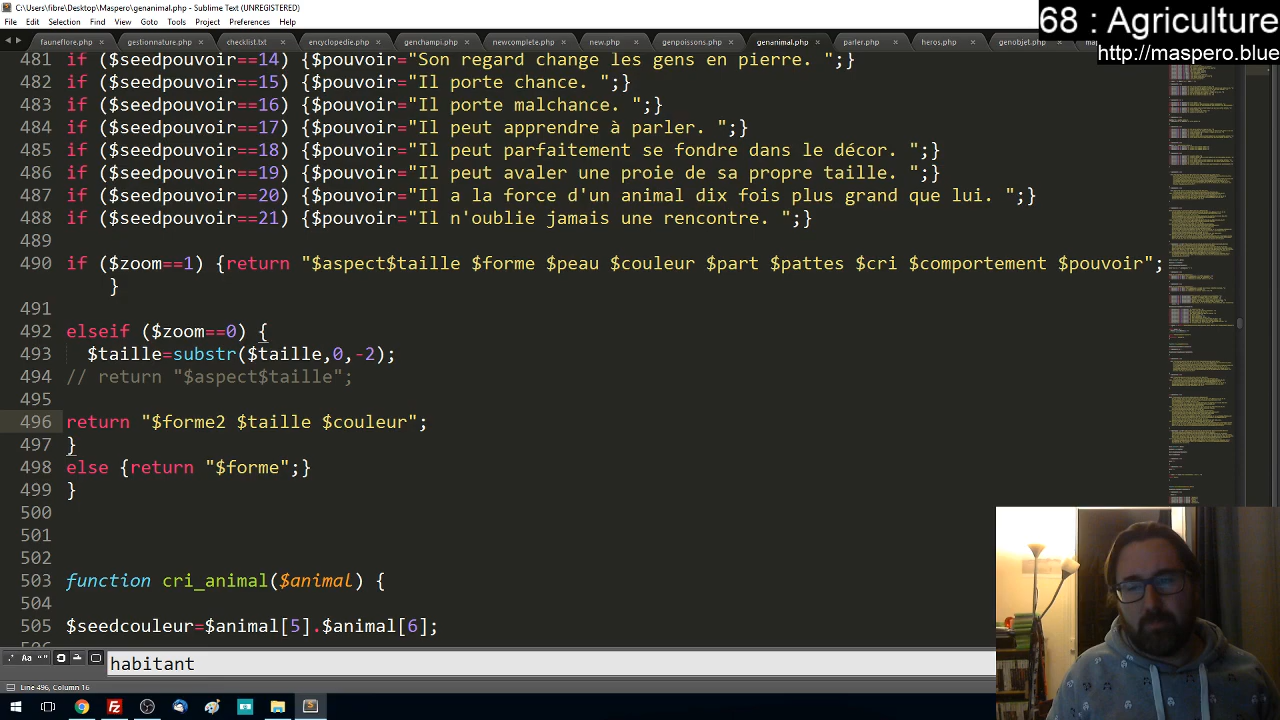 C:\Users\fibre\Desktop\Maspero\genanimal.php - Sublime Text (UNREGISTERED)
68 : Agriculture
File Edit Selection Find View Goto Tools Project Preferences Help
http://maspero.blue
fauneflore.php gestionnature.php checklist.txt encyclopedie.php genchampi.php newcomplete.php new.php genpoissons.php genanimal.php parler.php heros.php genobjet.php
481 if ($seedpouvoir==14) {$pouvoir="Son regard change les gens en pierre. ";}
482 if ($seedpouvoir==15) {$pouvoir="Il porte chance. ";}
483 if ($seedpouvoir==16) {$pouvoir="Il porte malchance. ";}
484 if ($seedpouvoir==17) {$pouvoir="Il peut apprendre à parler. ";}
485 if ($seedpouvoir==18) {$pouvoir="Il peut parfaitement se fondre dans le décor. ";}
486 if ($seedpouvoir==19) {$pouvoir="Il peut avaler une proie de sa propre taille. ";}
487 if ($seedpouvoir==20) {$pouvoir="Il a la force d'un animal dix fois plus grand que lui. ";}
488 if ($seedpouvoir==21) {$pouvoir="Il n'oublie jamais une rencontre. ";}
489
490 if ($zoom==1) {return "$aspect$taille $forme $peau $couleur $part $pattes $cri$comportement $pouvoir";
}
491
492 elseif ($zoom==0) {
493 $taille=substr($taille,0,-2);
494 // return "$aspect$taille";
495
496 return "$forme2 $taille $couleur";
497 }
498 else {return "$forme";}
499 }
500
501
502
503 function cri_animal($animal) {
504
505 $seedcouleur=$animal[5].$animal[6];
habitant
Line 496, Column 16